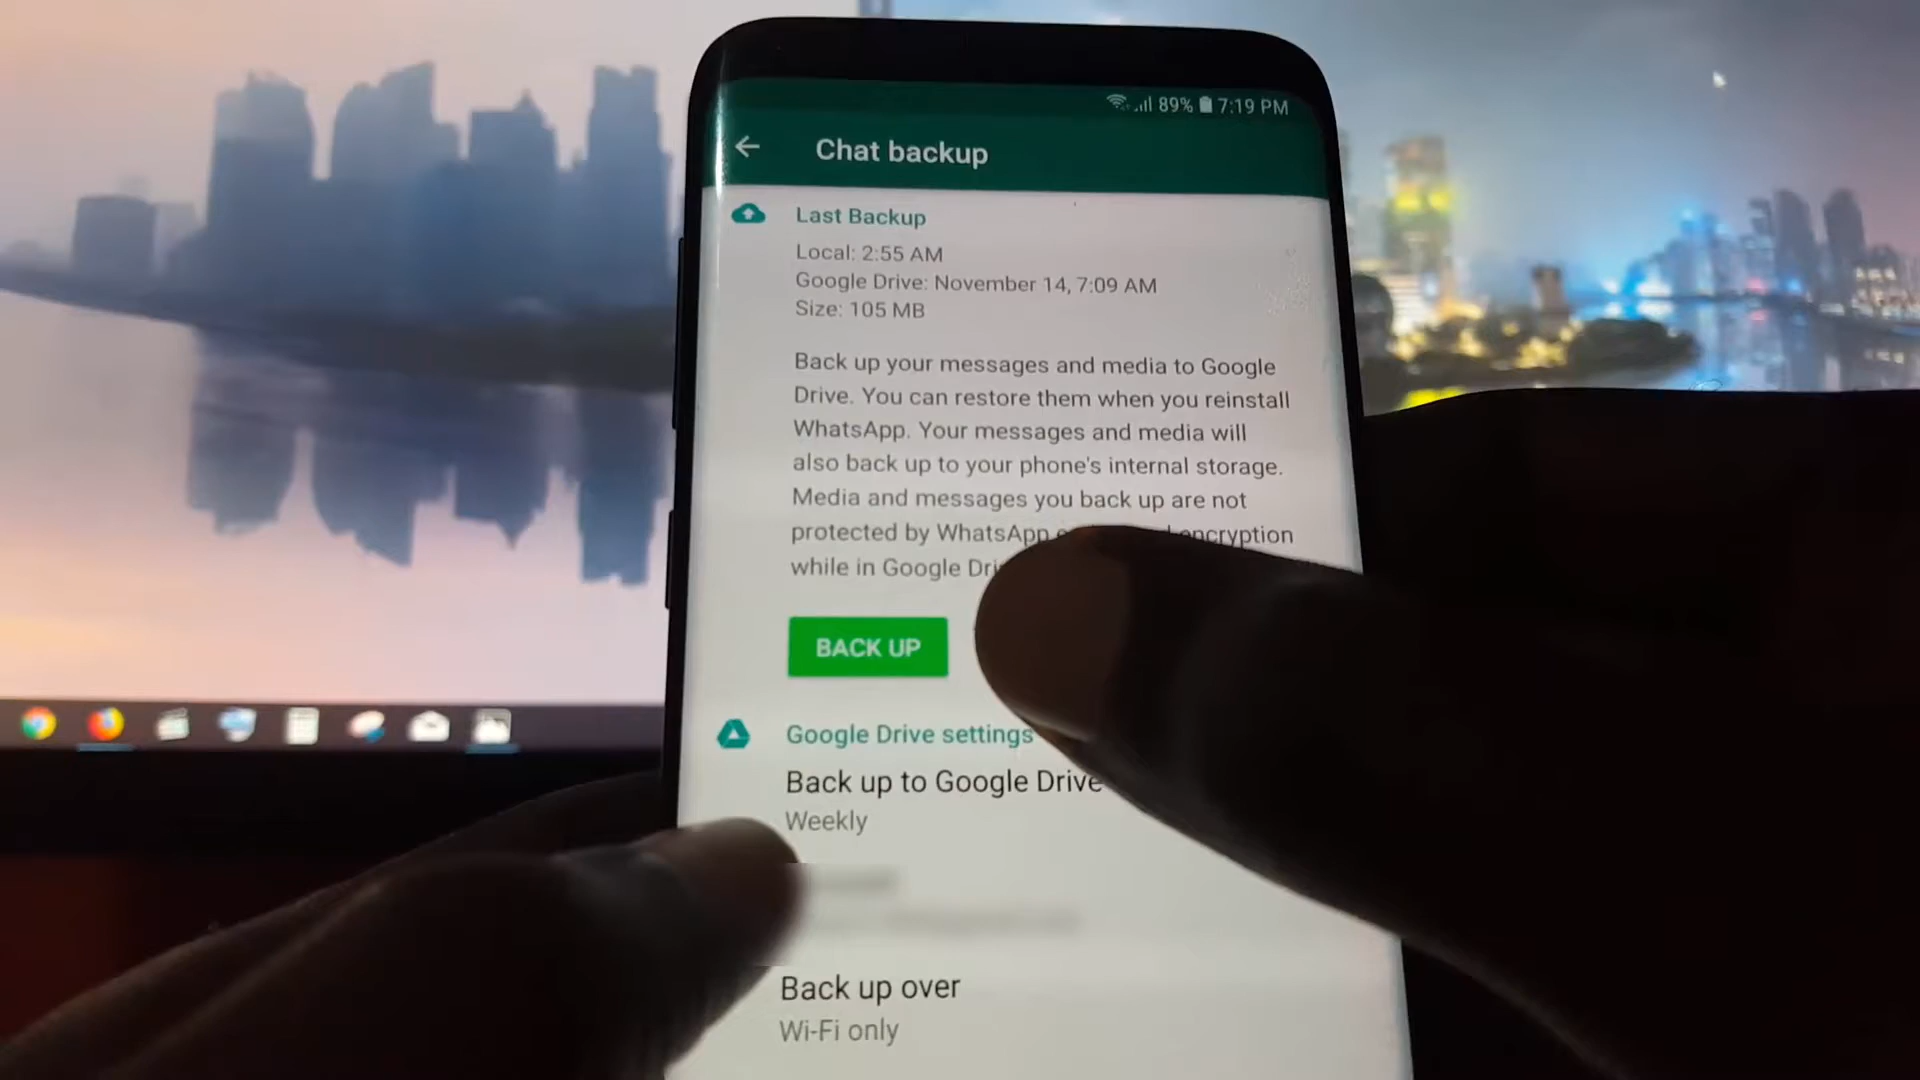 89% 7:19 PM
Chat backup
Last Backup
Local: 2:55 AM
Google Drive: November 14, 7:09 AM
Size: 105 MB
Back up your messages and media to Google
Drive. You can restore them when you reinstall
WhatsApp. Your messages and media will
also back up to your phone's internal storage.
Media and messages you back up are not
protected by WhatsApp encryption
while in Google
BACK UP
Google Drive settings
Back up to Google Drive
Weekly
Back up over
Wi-Fi only